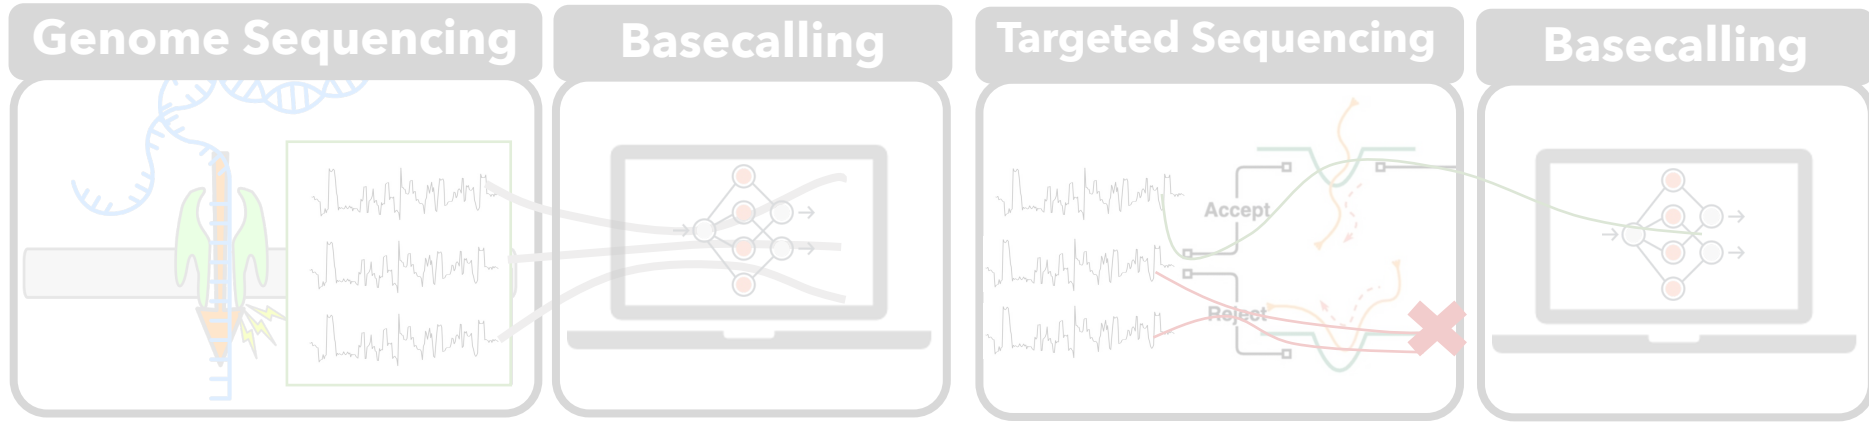 Genome Sequencing
Basecalling
Targeted Sequencing
Basecalling
Accept
Reject